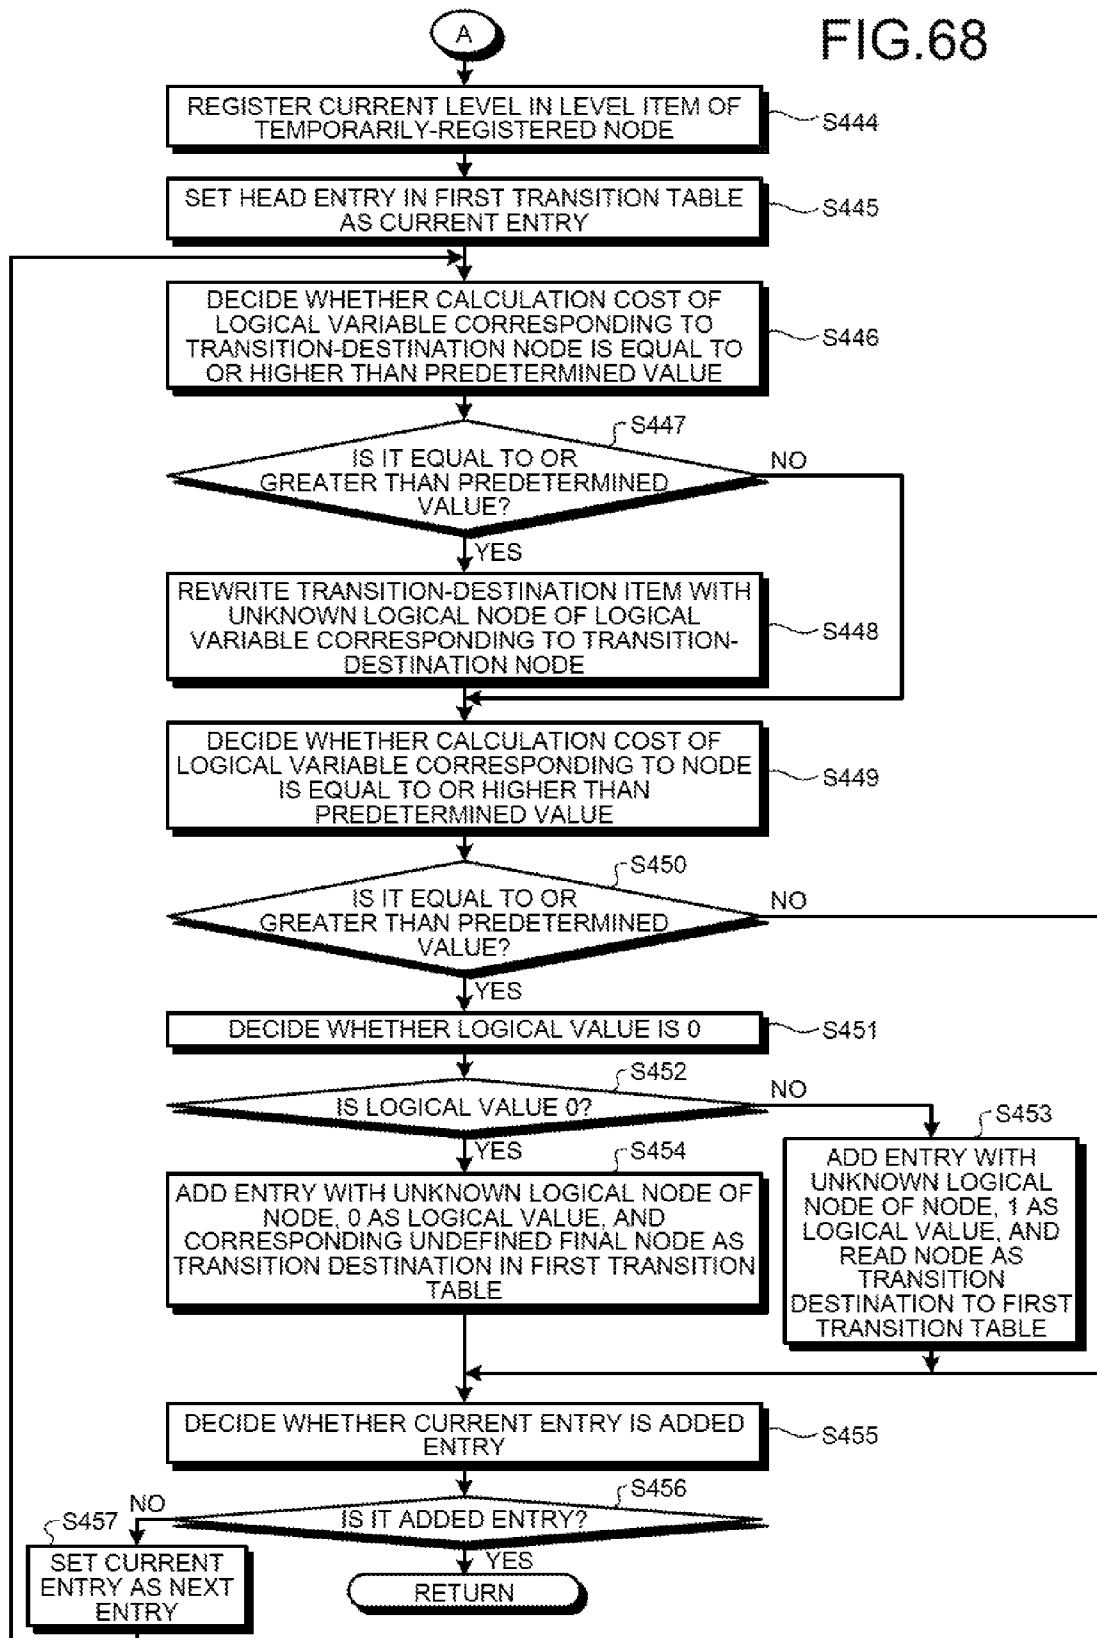 FIG.68
A
REGISTER CURRENT LEVEL IN LEVEL ITEM OF
TEMPORARILY-REGISTERED NODE
S444
SET HEAD ENTRY IN FIRST TRANSITION TABLE
AS CURRENT ENTRY
S445
DECIDE WHETHER CALCULATION COST OF
LOGICAL VARIABLE CORRESPONDING TO
TRANSITION-DESTINATION NODE IS EQUAL TO
OR HIGHER THAN PREDETERMINED VALUE
S446
S447
IS IT EQUAL TO OR
GREATER THAN PREDETERMINED
VALUE?
NO
YES
REWRITE TRANSITION-DESTINATION ITEM WITH
UNKNOWN LOGICAL NODE OF LOGICAL
VARIABLE CORRESPONDING TO TRANSITION-
DESTINATION NODE
S448
DECIDE WHETHER CALCULATION COST OF
LOGICAL VARIABLE CORRESPONDING TO NODE
IS EQUAL TO OR HIGHER THAN
PREDETERMINED VALUE
S449
S450
IS IT EQUAL TO OR
GREATER THAN PREDETERMINED
VALUE?
NO
YES
DECIDE WHETHER LOGICAL VALUE IS 0
S451
S452
IS LOGICAL VALUE 0?
NO
YES
S453
ADD ENTRY WITH
UNKNOWN LOGICAL
NODE OF NODE, 1 AS
LOGICAL VALUE, AND
READ NODE AS
TRANSITION
DESTINATION TO FIRST
TRANSITION TABLE
S454
ADD ENTRY WITH UNKNOWN LOGICAL NODE OF
NODE, 0 AS LOGICAL VALUE, AND
CORRESPONDING UNDEFINED FINAL NODE AS
TRANSITION DESTINATION IN FIRST TRANSITION
TABLE
DECIDE WHETHER CURRENT ENTRY IS ADDED
ENTRY
S455
S456
IS IT ADDED ENTRY?
NO
YES
S457
SET CURRENT
ENTRY AS NEXT
ENTRY
RETURN